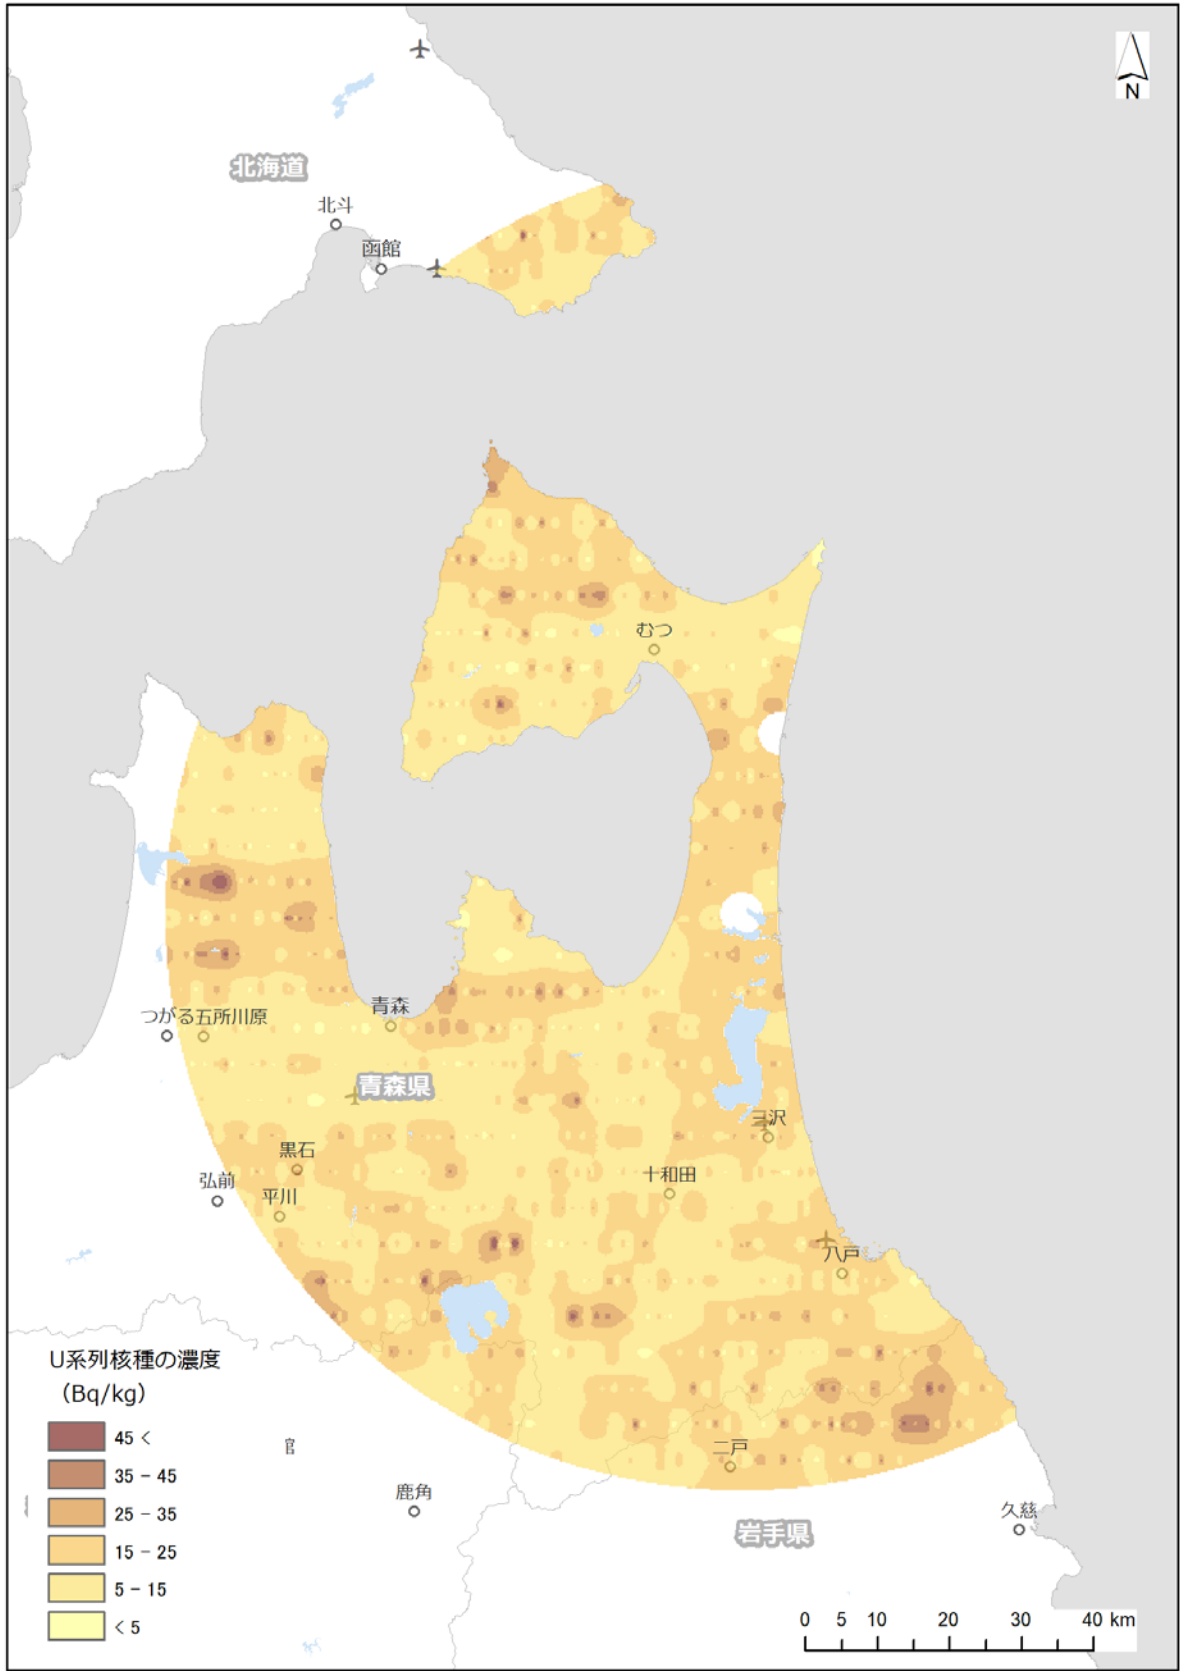 N
北海道
北斗
函館
むつ
青森
つがる
五所川原
青森県
三沢
黒石
十和田
弘前
平川
八戸
U系列核種の濃度
（Bq/kg）
45 <
35 − 45
25 − 35
15 − 25
5 − 15
< 5
二戸
鹿角
久慈
岩手県
0 5 10 20 30 40 km